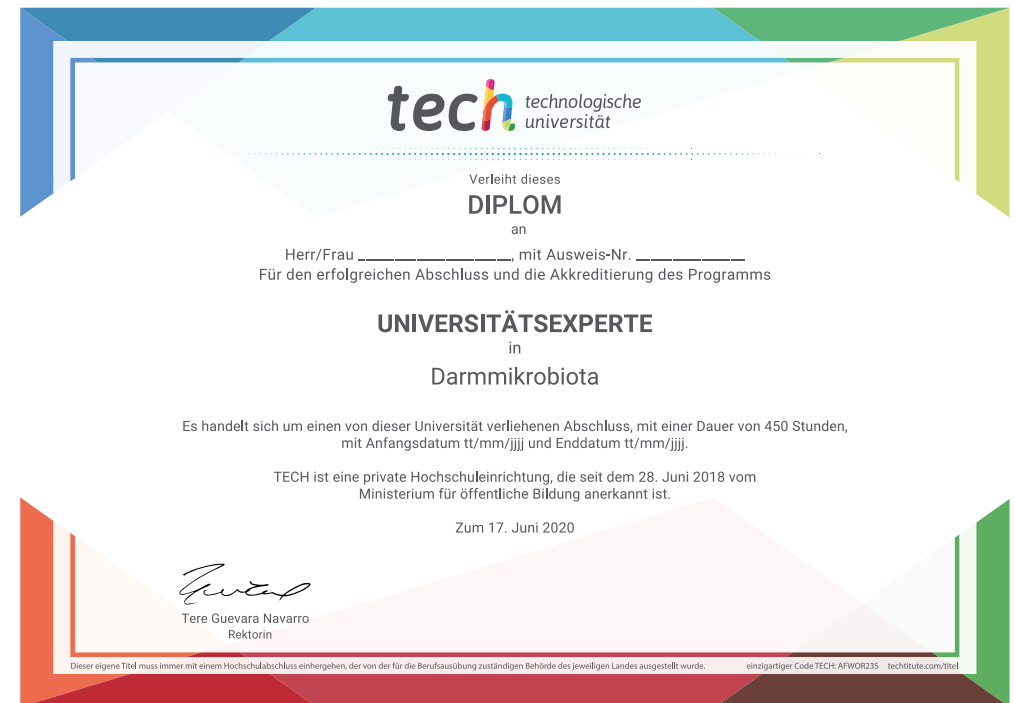 tech technologische
universität
Verleiht dieses
DIPLOM
an
Herr/Frau ____________________, mit Ausweis-Nr. ______________
Für den erfolgreichen Abschluss und die Akkreditierung des Programms
UNIVERSITÄTSEXPERTE
in
Darmmikrobiota
Es handelt sich um einen von dieser Universität verliehenen Abschluss, mit einer Dauer von 450 Stunden,
mit Anfangsdatum tt/mm/jjjj und Enddatum tt/mm/jjjj.
TECH ist eine private Hochschuleinrichtung, die seit dem 28. Juni 2018 vom
Ministerium für öffentliche Bildung anerkannt ist.
Zum 17. Juni 2020
Tere Guevara Navarro
Rektorin
Dieser eigene Titel muss immer mit einem Hochschulabschluss einhergehen, der von der für die Berufsausübung zuständigen Behörde des jeweiligen Landes ausgestellt wurde. einzigartiger Code TECH: AFWOR23S techtitute.com/titel